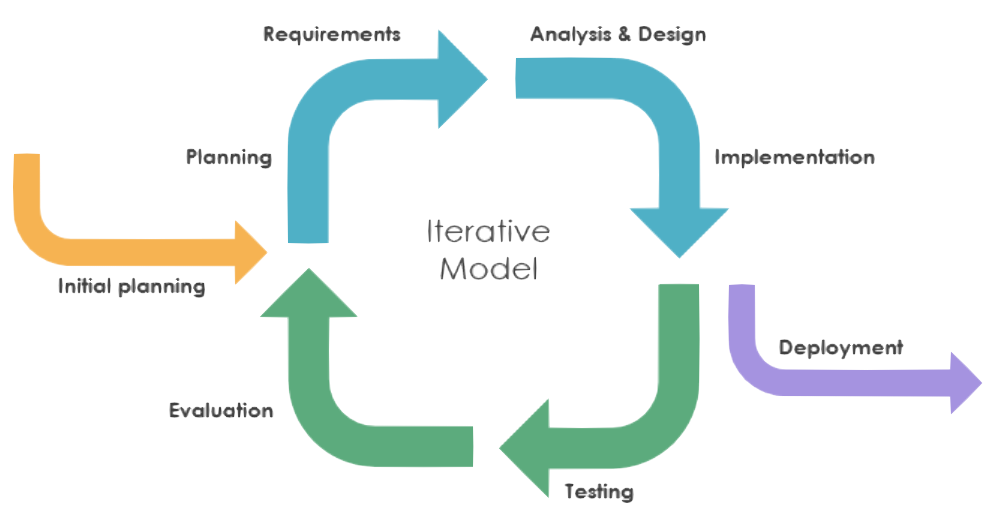 Requirements
Analysis & Design
Planning
Implementation
Iterative
Model
Initial planning
Deployment
Evaluation
Testing